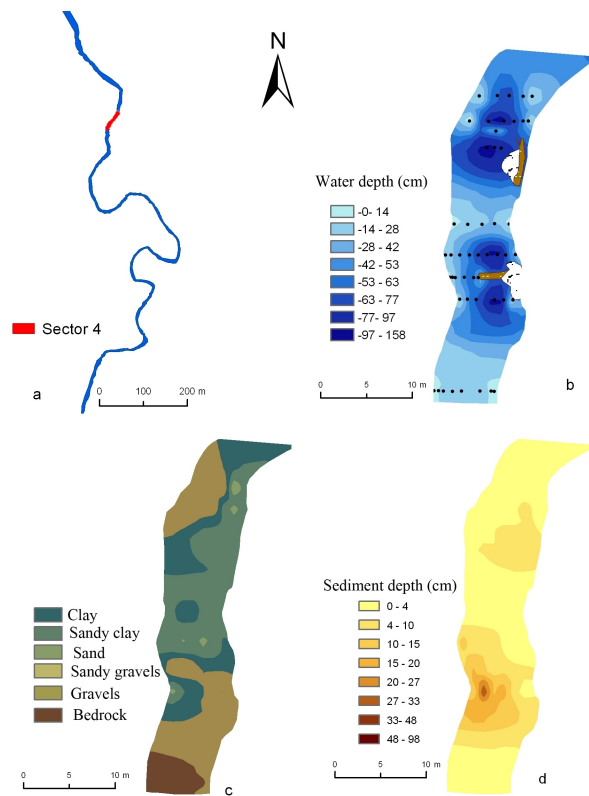 N
Sector 4
a
0 100 200 m
Water depth (cm)
-0- 14
-14 - 28
-28 - 42
-42 - 53
-53 - 63
-63 - 77
-77- 97
-97 - 158
0 5 10 m
b
Clay
Sandy clay
Sand
Sandy gravels
Gravels
Bedrock
0 5 10 m
c
Sediment depth (cm)
0 - 4
4 - 10
10 - 15
15 - 20
20 - 27
27 - 33
33- 48
48 - 98
0 5 10 m
d